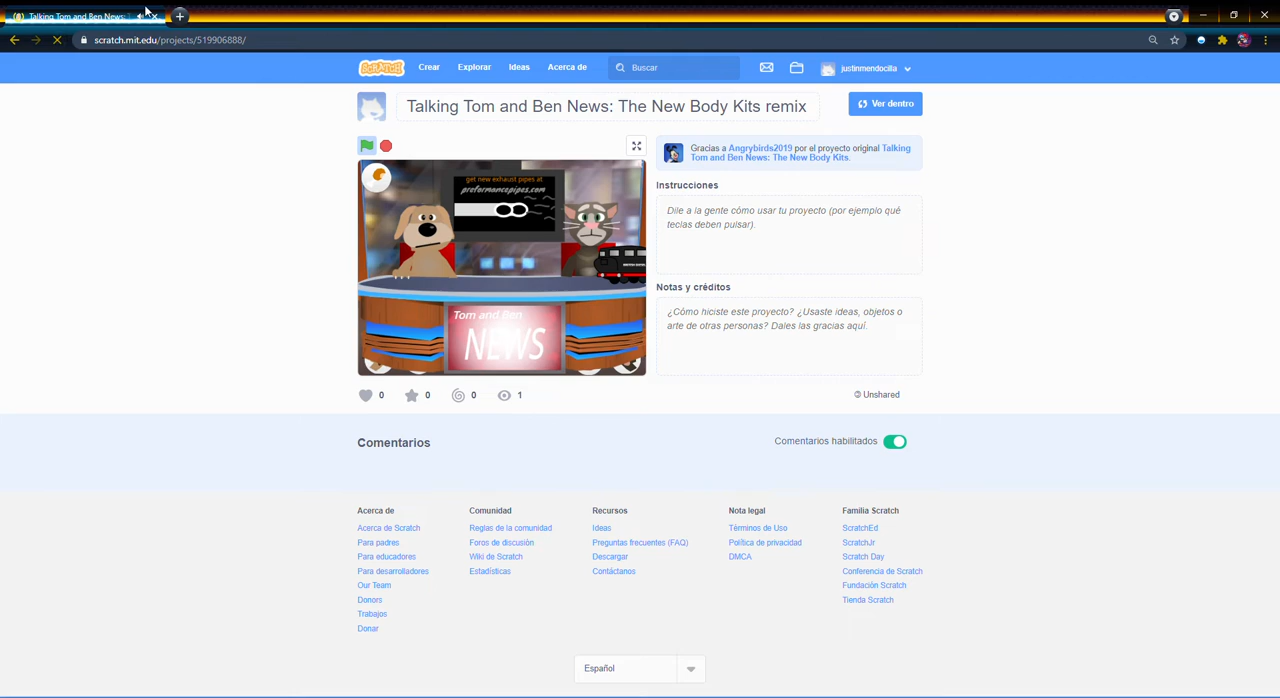 Talking Tom and Ben News:
scratch.mit.edu/projects/519906888/
SCRATCH
Crear
Explorar
Ideas
Acerca de
Buscar
justinmendocilla
Talking Tom and Ben News: The New Body Kits remix
Ver dentro
Gracias a Angrybirds2019 por el proyecto original Talking
Tom and Ben News: The New Body Kits.
Instrucciones
Dile a la gente cómo usar tu proyecto (por ejemplo qué
teclas deben pulsar).
get new exhaust pipes at
preformancepipes.com
Tom and Ben
NEWS
Notas y créditos
¿Cómo hiciste este proyecto? ¿Usaste ideas, objetos o
arte de otras personas? Dales las gracias aquí.
0
0
0
1
Unshared
Comentarios
Comentarios habilitados
Acerca de
Acerca de Scratch
Para padres
Para educadores
Para desarrolladores
Our Team
Donors
Trabajos
Donar
Comunidad
Reglas de la comunidad
Foros de discusión
Wiki de Scratch
Estadísticas
Recursos
Ideas
Preguntas frecuentes (FAQ)
Descargar
Contáctanos
Nota legal
Términos de Uso
Política de privacidad
DMCA
Familia Scratch
ScratchEd
ScratchJr
Scratch Day
Conferencia de Scratch
Fundación Scratch
Tienda Scratch
Español